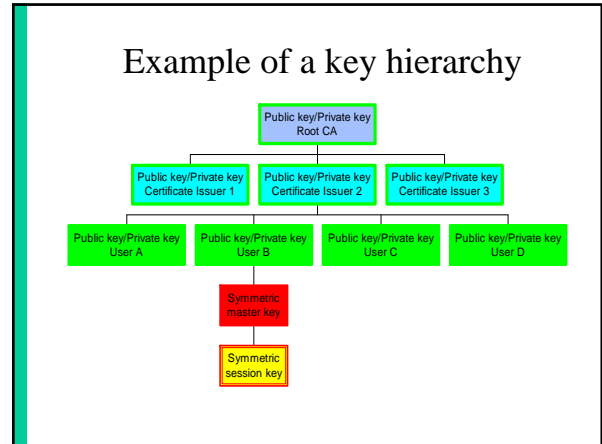 Example of a key hierarchy
Public key/Private key
Root CA
Public key/Private key
Certificate Issuer 1
Public key/Private key
Certificate Issuer 2
Public key/Private key
Certificate Issuer 3
Public key/Private key
User A
Public key/Private key
User B
Public key/Private key
User C
Public key/Private key
User D
Symmetric
master key
Symmetric
session key